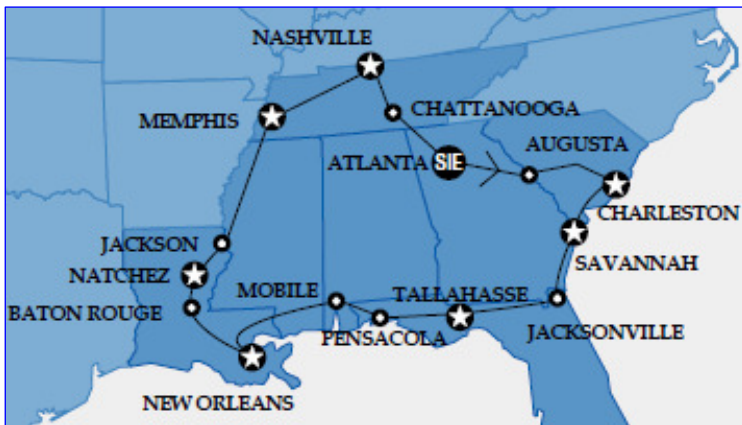 NASHVILLE
MEMPHIS
CHATTANOOGA
ATLANTA
SIE
AUGUSTA
CHARLESTON
SAVANNAH
JACKSON
NATCHEZ
BATON ROUGE
MOBILE
TALLAHASSE
PENSACOLA
JACKSONVILLE
NEW ORLEANS